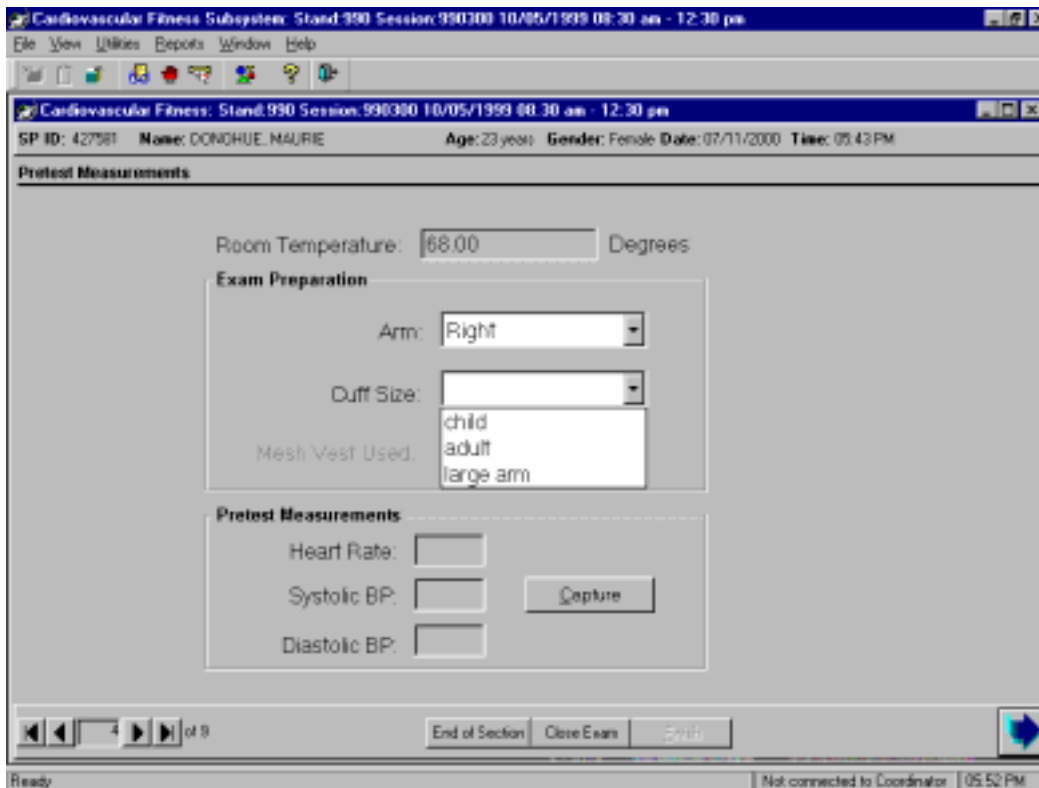 Cardiovascular Fitness Subsystem: Stand:990 Session:990300 10/05/1999 08:30 am - 12:30 pm
File View Utilities Reports Window Help
Cardiovascular Fitness: Stand:990 Session:990300 10/05/1999 08:30 am - 12:30 pm
SP ID: 427581 Name: DONOHUE, MAURIE Age: 23 years Gender: Female Date: 07/11/2000 Time: 05:43 PM
Pretest Measurements
Room Temperature: 68.00 Degrees
Exam Preparation
Arm: Right
Cuff Size:
child
Mesh Vest Used: adult
large arm
Pretest Measurements
Heart Rate:
Systolic BP: Capture
Diastolic BP:
4 of 9 End of Section Close Exam Finish
Ready Not connected to Coordinator 05:52 PM